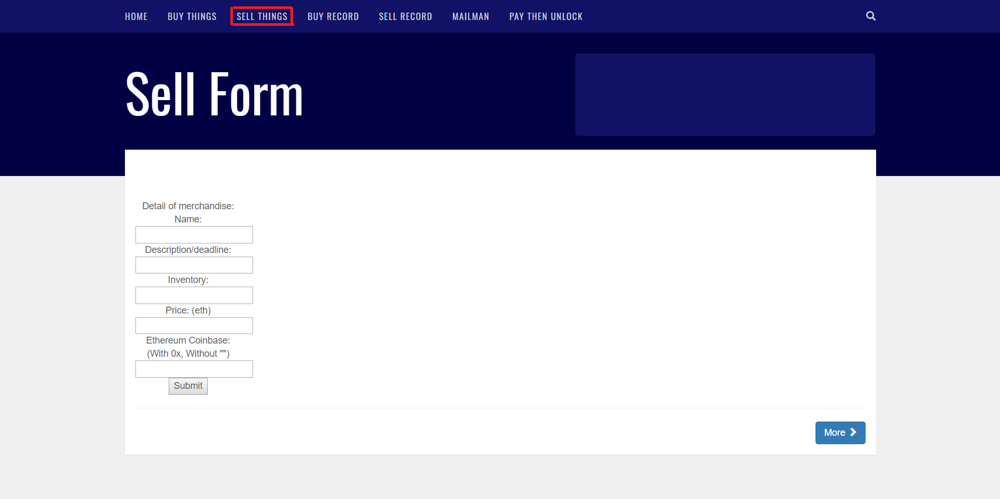 HOME BUY THINGS SELL THINGS BUY RECORD SELL RECORD MAILMAN PAY THEN UNLOCK
Sell Form
Detail of merchandise:
Name:
Description/deadline:
Inventory:
Price: (eth)
Ethereum Coinbase:
(With 0x, Without "")
Submit
More